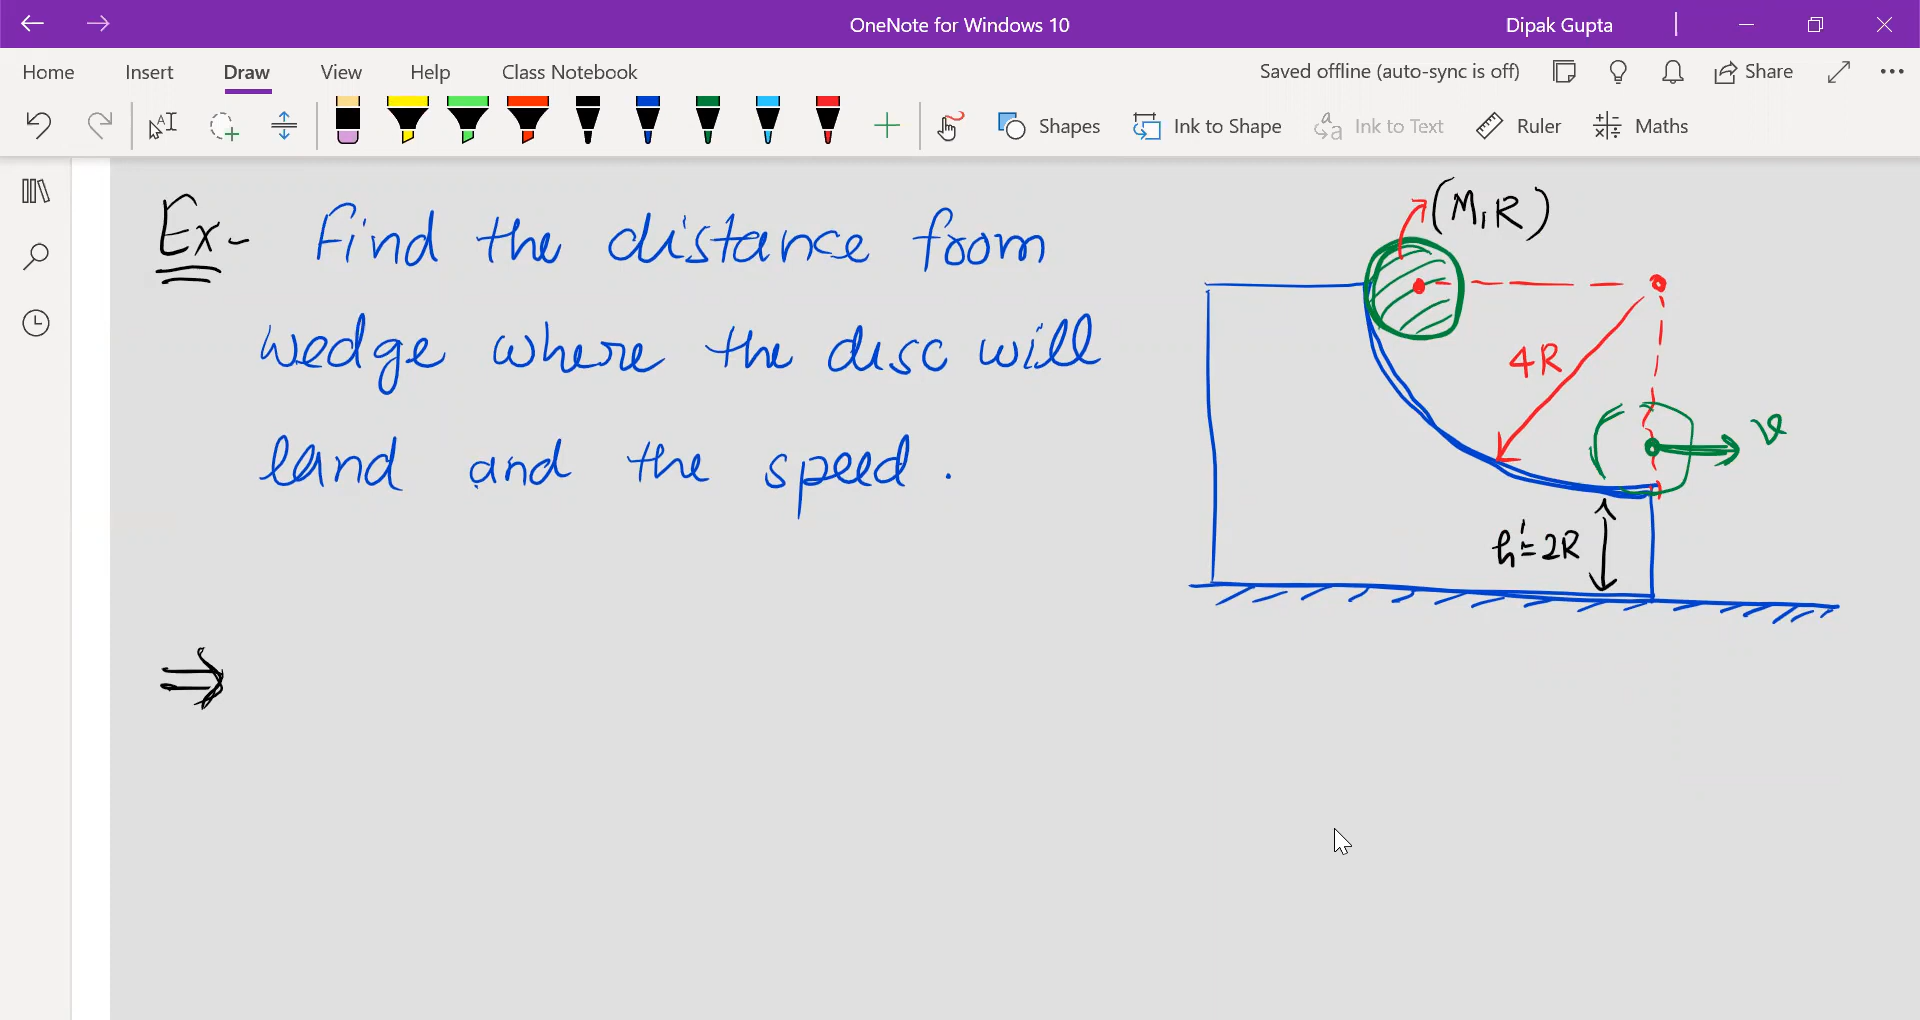 OneNote for Windows 10
Dipak Gupta
Home Insert Draw View Help Class Notebook
Saved offline (auto-sync is off) Share
Shapes Ink to Shape Ink to Text Ruler Maths
Ex- Find the distance from
wedge where the disc will
land and the speed.
(M, R)
4R
v
h' = 2R
⇒